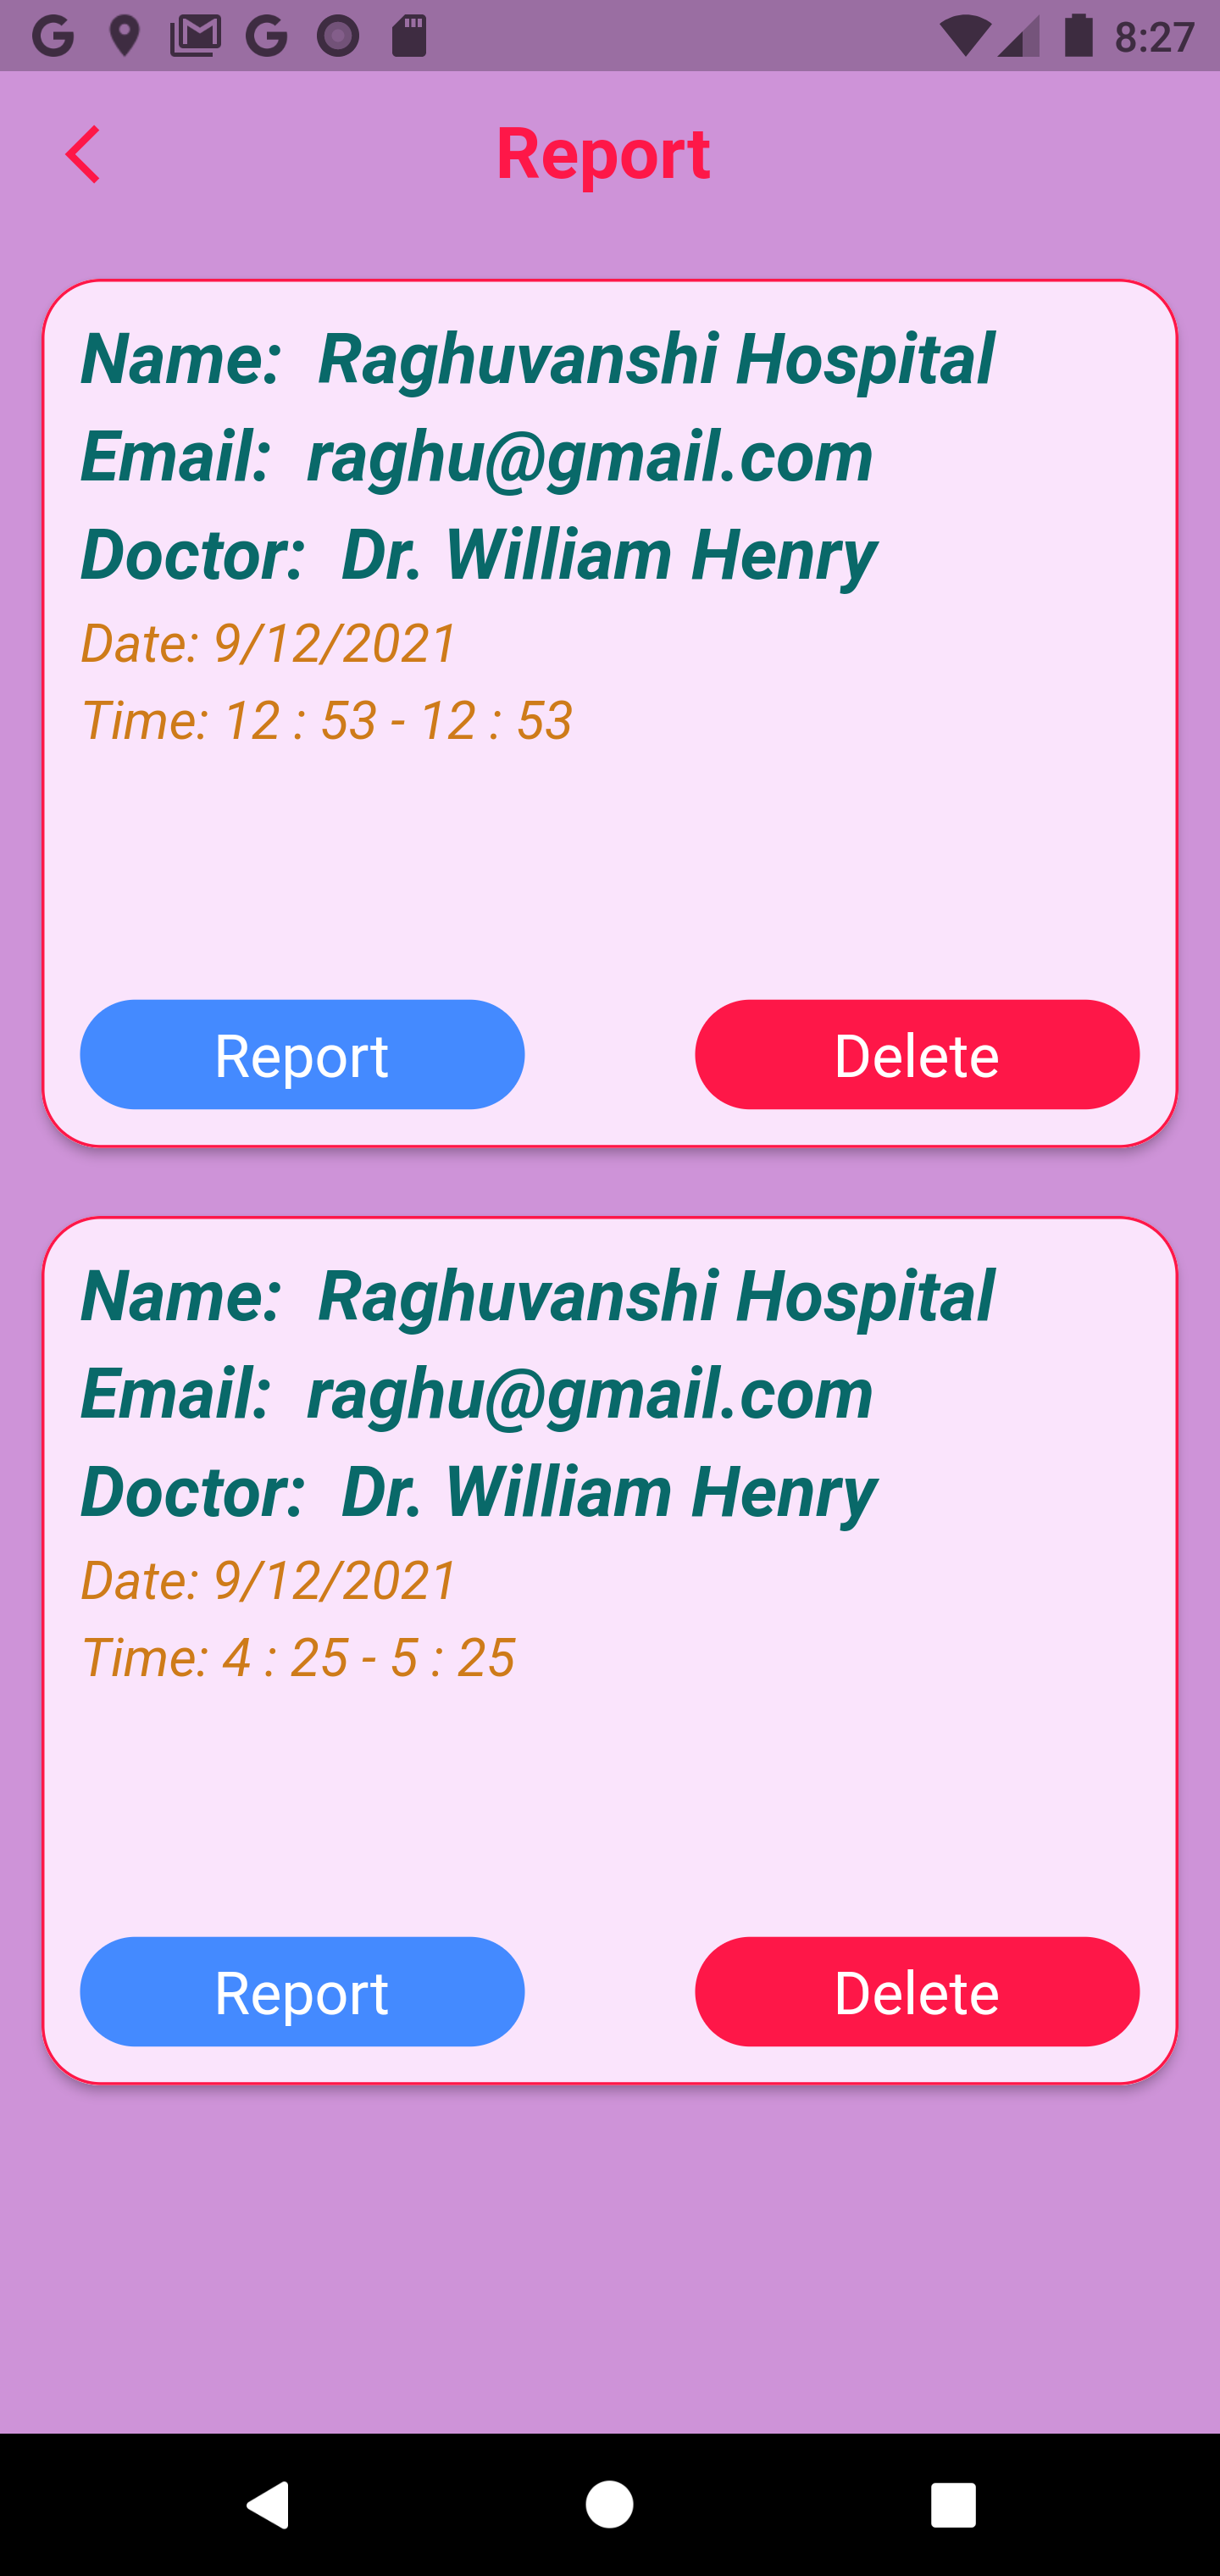 8:27
Report
Name:  Raghuvanshi Hospital
Email:  raghu@gmail.com
Doctor:  Dr. William Henry
Date: 9/12/2021
Time: 12 : 53 - 12 : 53
Report Delete
Name:  Raghuvanshi Hospital
Email:  raghu@gmail.com
Doctor:  Dr. William Henry
Date: 9/12/2021
Time: 4 : 25 - 5 : 25
Report Delete